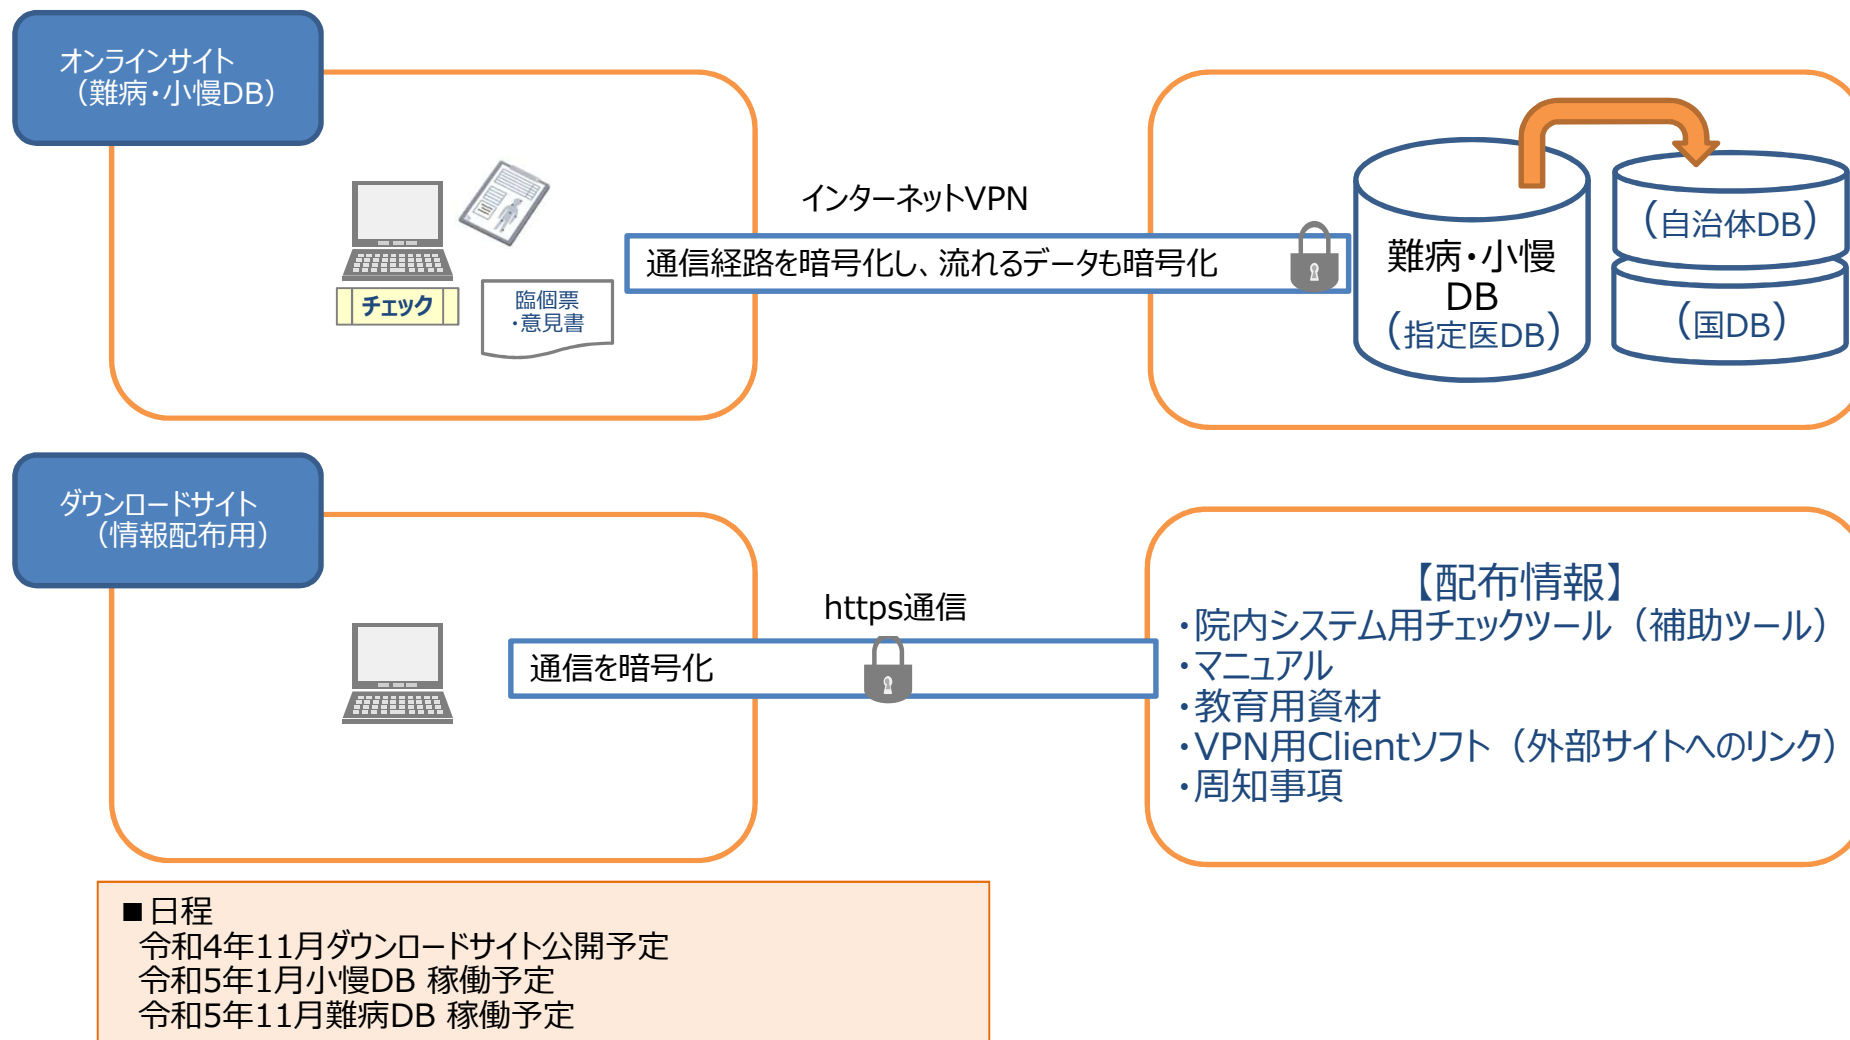 オンラインサイト
（難病・小慢DB）
インターネットVPN
通信経路を暗号化し、流れるデータも暗号化
チェック
臨個票
・意見書
難病・小慢
DB
（指定医DB）
（自治体DB）
（国DB）
ダウンロードサイト
（情報配布用）
https通信
通信を暗号化
【配布情報】
・院内システム用チェックツール（補助ツール）
・マニュアル
・教育用資材
・VPN用Clientソフト（外部サイトへのリンク）
・周知事項
■日程
令和4年11月ダウンロードサイト公開予定
令和5年1月小慢DB 稼働予定
令和5年11月難病DB 稼働予定